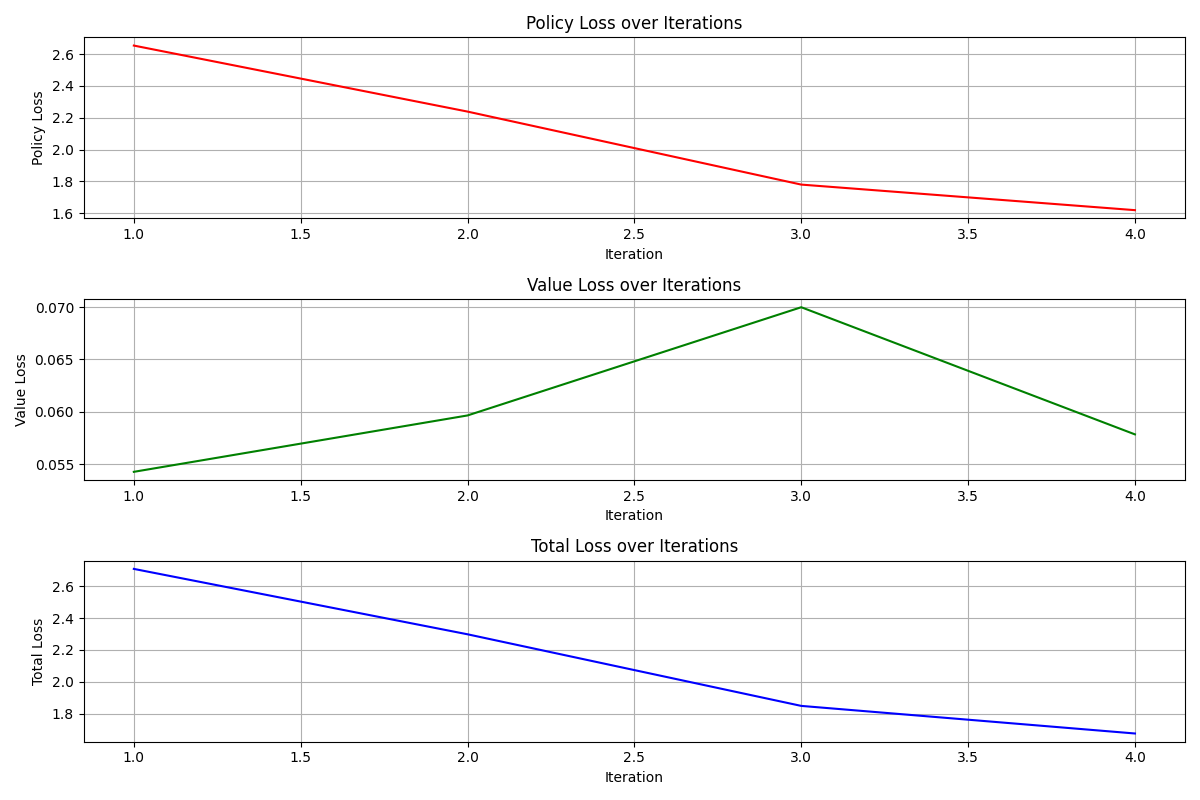 Policy Loss over Iterations
Policy Loss
2.6
2.4
2.2
2.0
1.8
1.6
1.0 1.5 2.0 2.5 3.0 3.5 4.0
Iteration
Value Loss over Iterations
Value Loss
0.070
0.065
0.060
0.055
1.0 1.5 2.0 2.5 3.0 3.5 4.0
Iteration
Total Loss over Iterations
Total Loss
2.6
2.4
2.2
2.0
1.8
1.0 1.5 2.0 2.5 3.0 3.5 4.0
Iteration